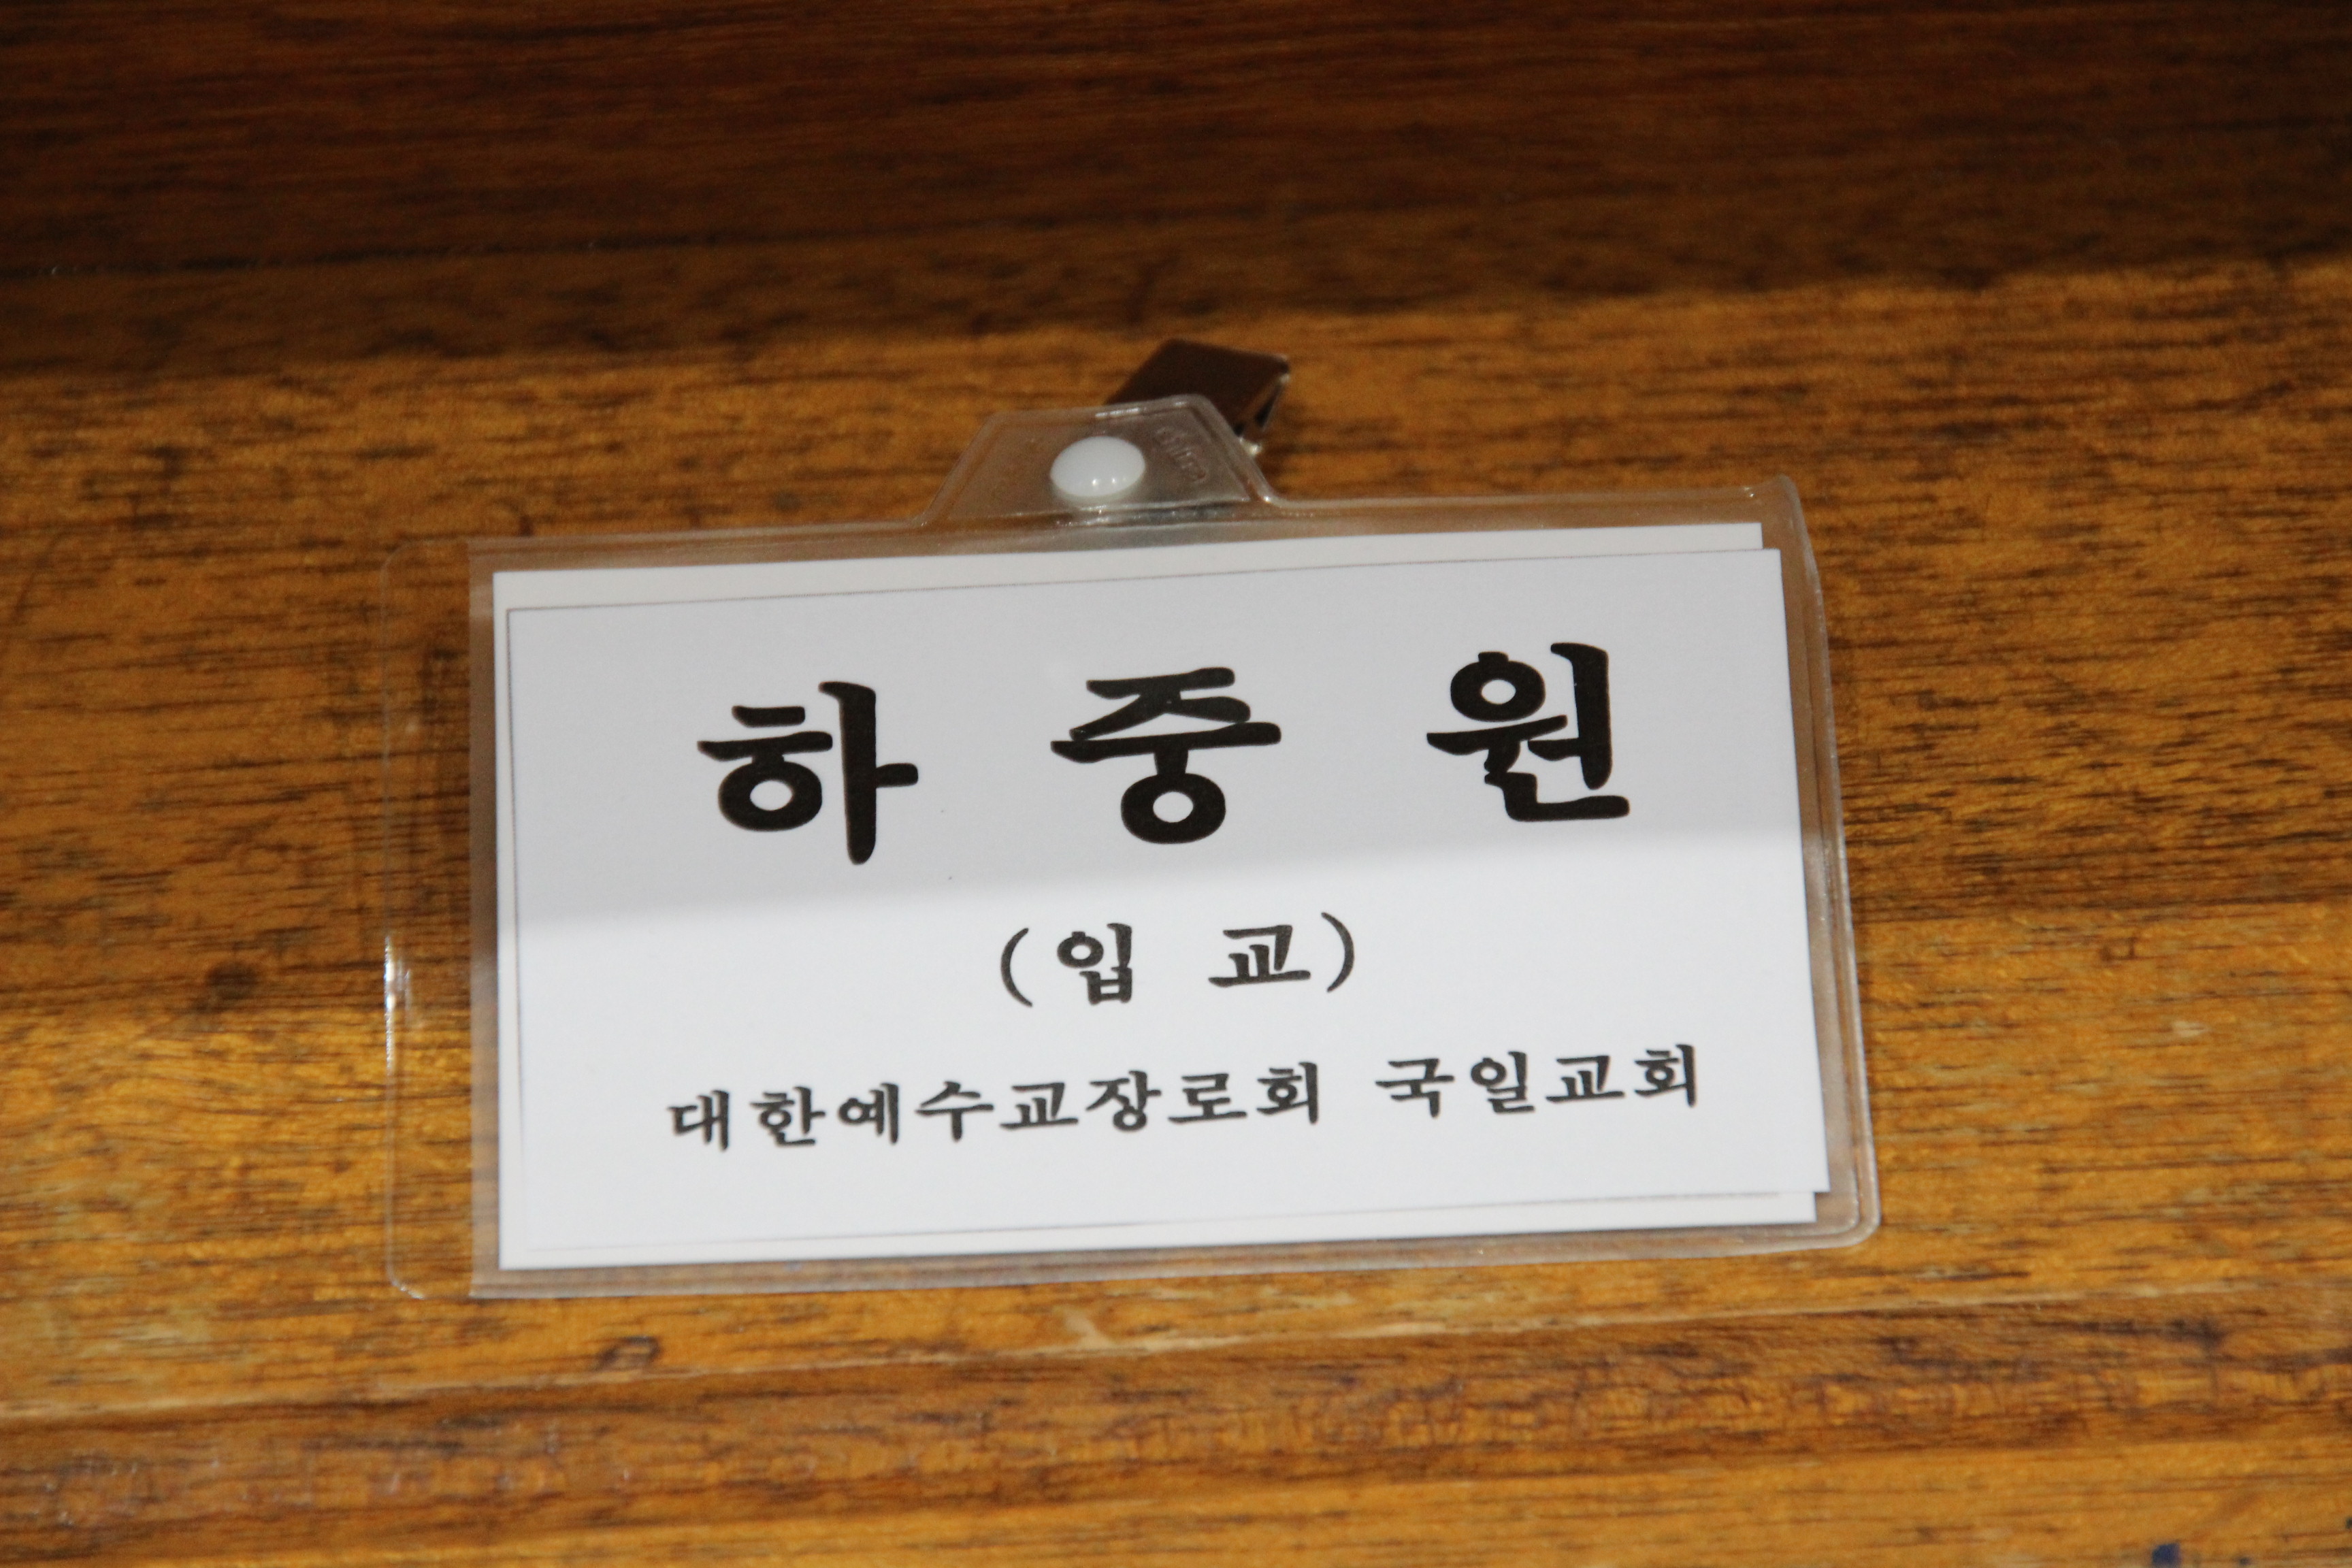 하 중 원
(입 교)
대한예수교장로회 국일교회